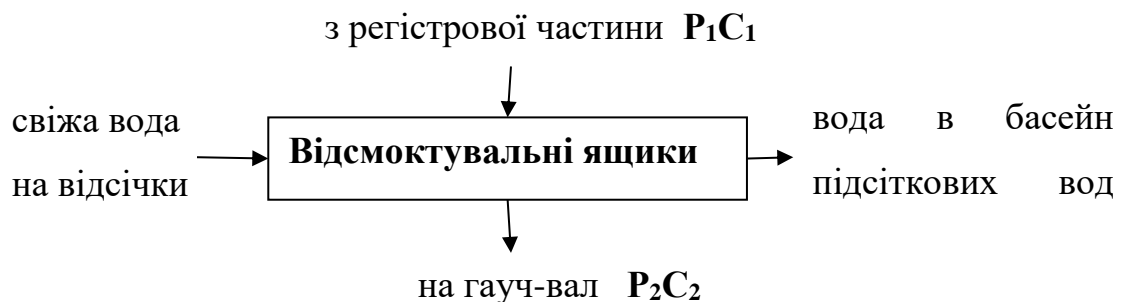 з регістрової частини P₁C₁
свіжа вода
на відсічки
Відсмоктувальні ящики
вода в басейн
підсіткових вод
на гауч-вал P₂C₂